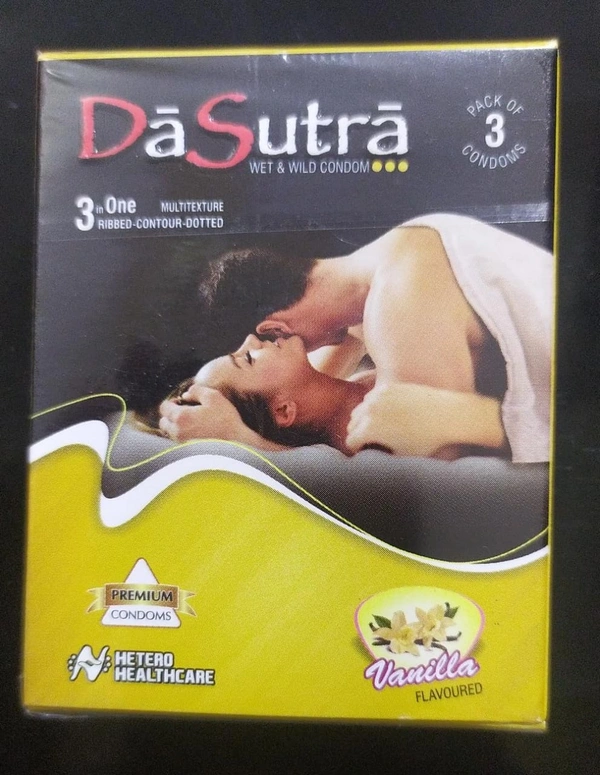 DāSutrā
WET & WILD CONDOM
PACK OF
3
CONDOMS
3 in One
MULTITEXTURE
RIBBED-CONTOUR-DOTTED
PREMIUM
CONDOMS
HETERO
HEALTHCARE
Vanilla
FLAVOURED